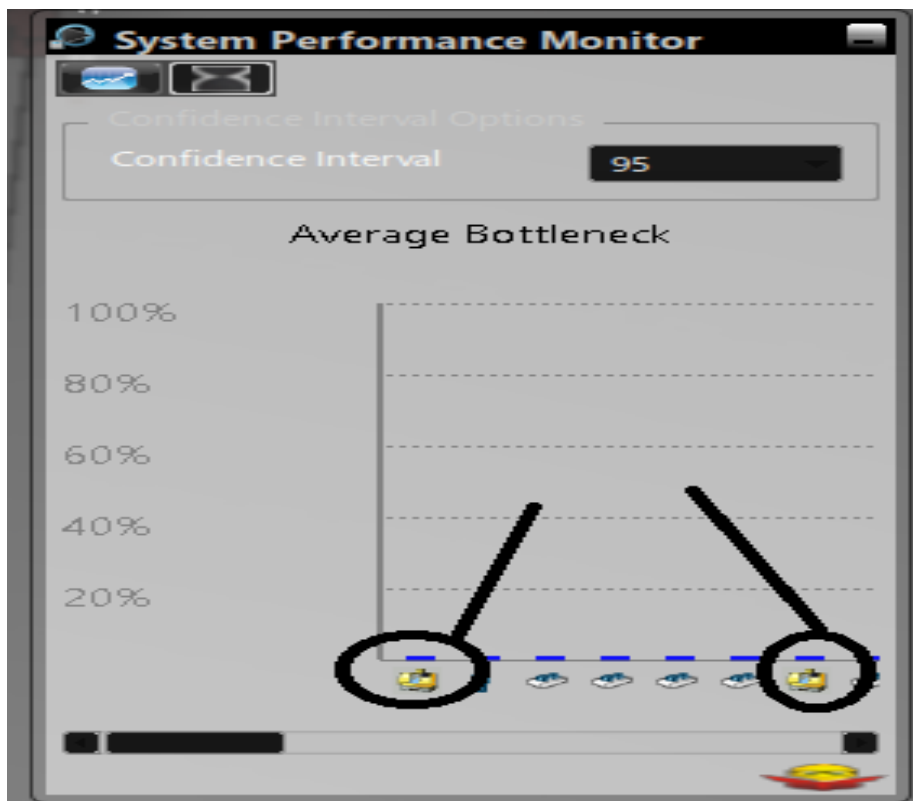 System Performance Monitor
Confidence Interval Options
Confidence Interval 95
Average Bottleneck
100%
80%
60%
40%
20%